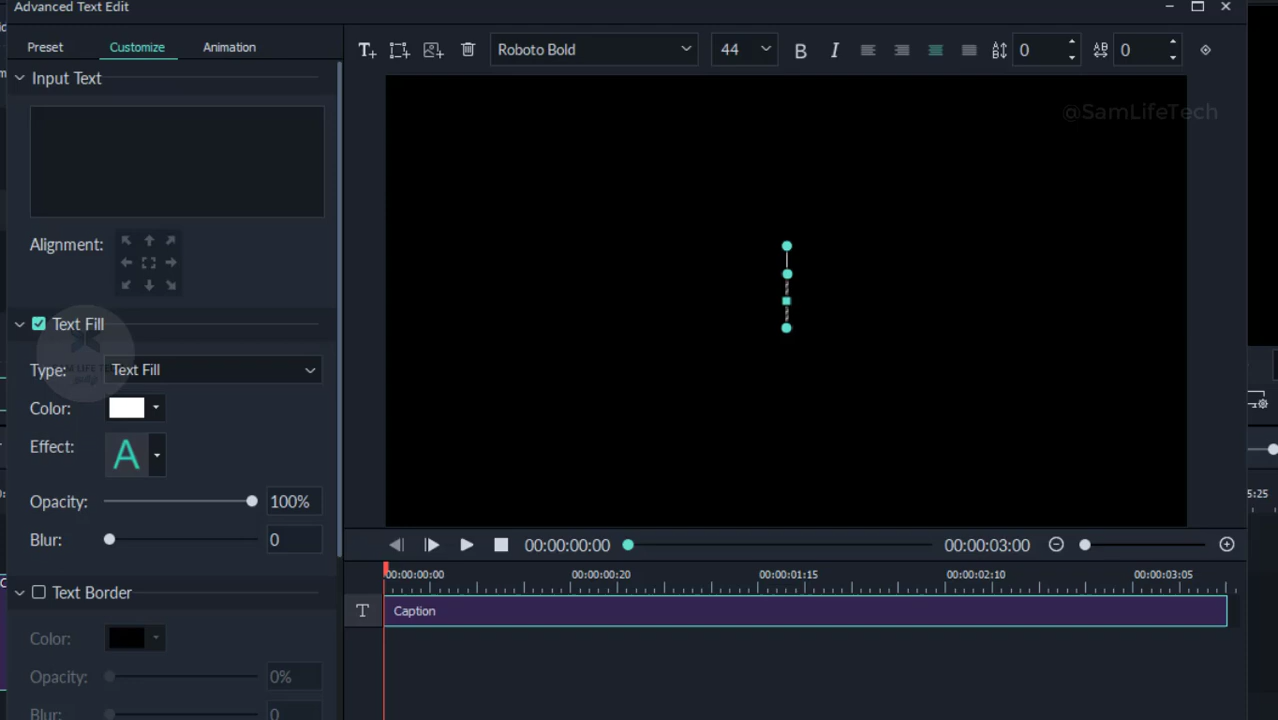 Advanced Text Edit
Preset
Customize
Animation
Roboto Bold
44
B
I
0
0
Input Text
@SamLifeTech
Alignment:
Text Fill
Type:
Text Fill
Color:
Effect:
A
Opacity:
100%
Blur:
0
00:00:00:00
00:00:03:00
5:25
00:00:00:00
00:00:00:20
00:00:01:15
00:00:02:10
00:00:03:05
Text Border
T
Caption
Color:
Opacity:
0%
Blur:
0